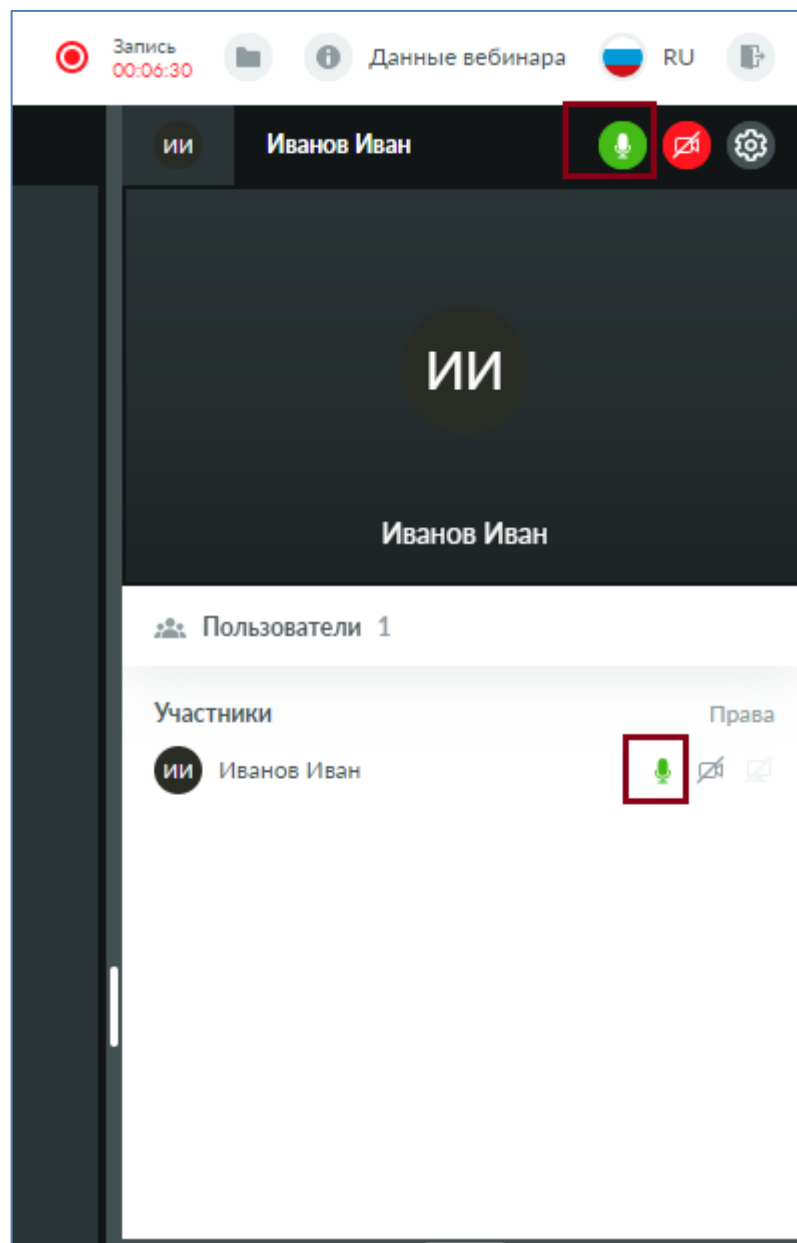 Запись
00:06:30
Данные вебинара
RU
ИИ
Иванов Иван
ИИ
Иванов Иван
Пользователи 1
Участники
Права
ИИ
Иванов Иван